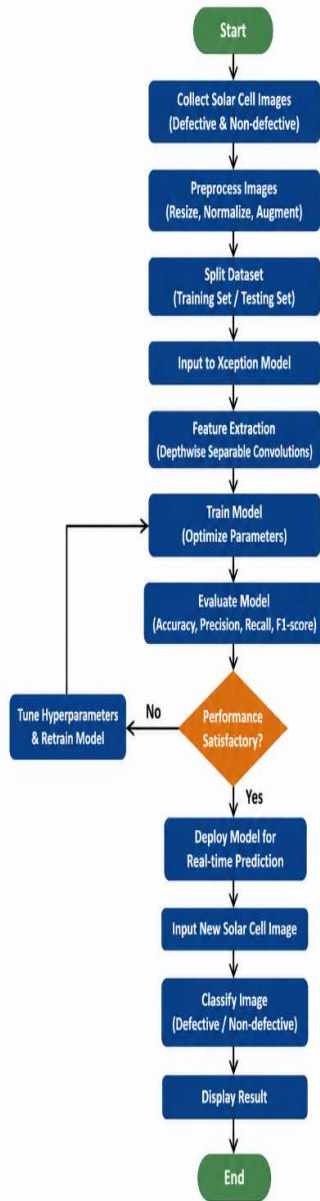 Start
Collect Solar Cell Images
(Defective & Non-defective)
Preprocess Images
(Resize, Normalize, Augment)
Split Dataset
(Training Set / Testing Set)
Input to Xception Model
Feature Extraction
(Depthwise Separable Convolutions)
Train Model
(Optimize Parameters)
Evaluate Model
(Accuracy, Precision, Recall, F1-score)
Performance
Satisfactory?
No
Tune Hyperparameters
& Retrain Model
Yes
Deploy Model for
Real-time Prediction
Input New Solar Cell Image
Classify Image
(Defective / Non-defective)
Display Result
End